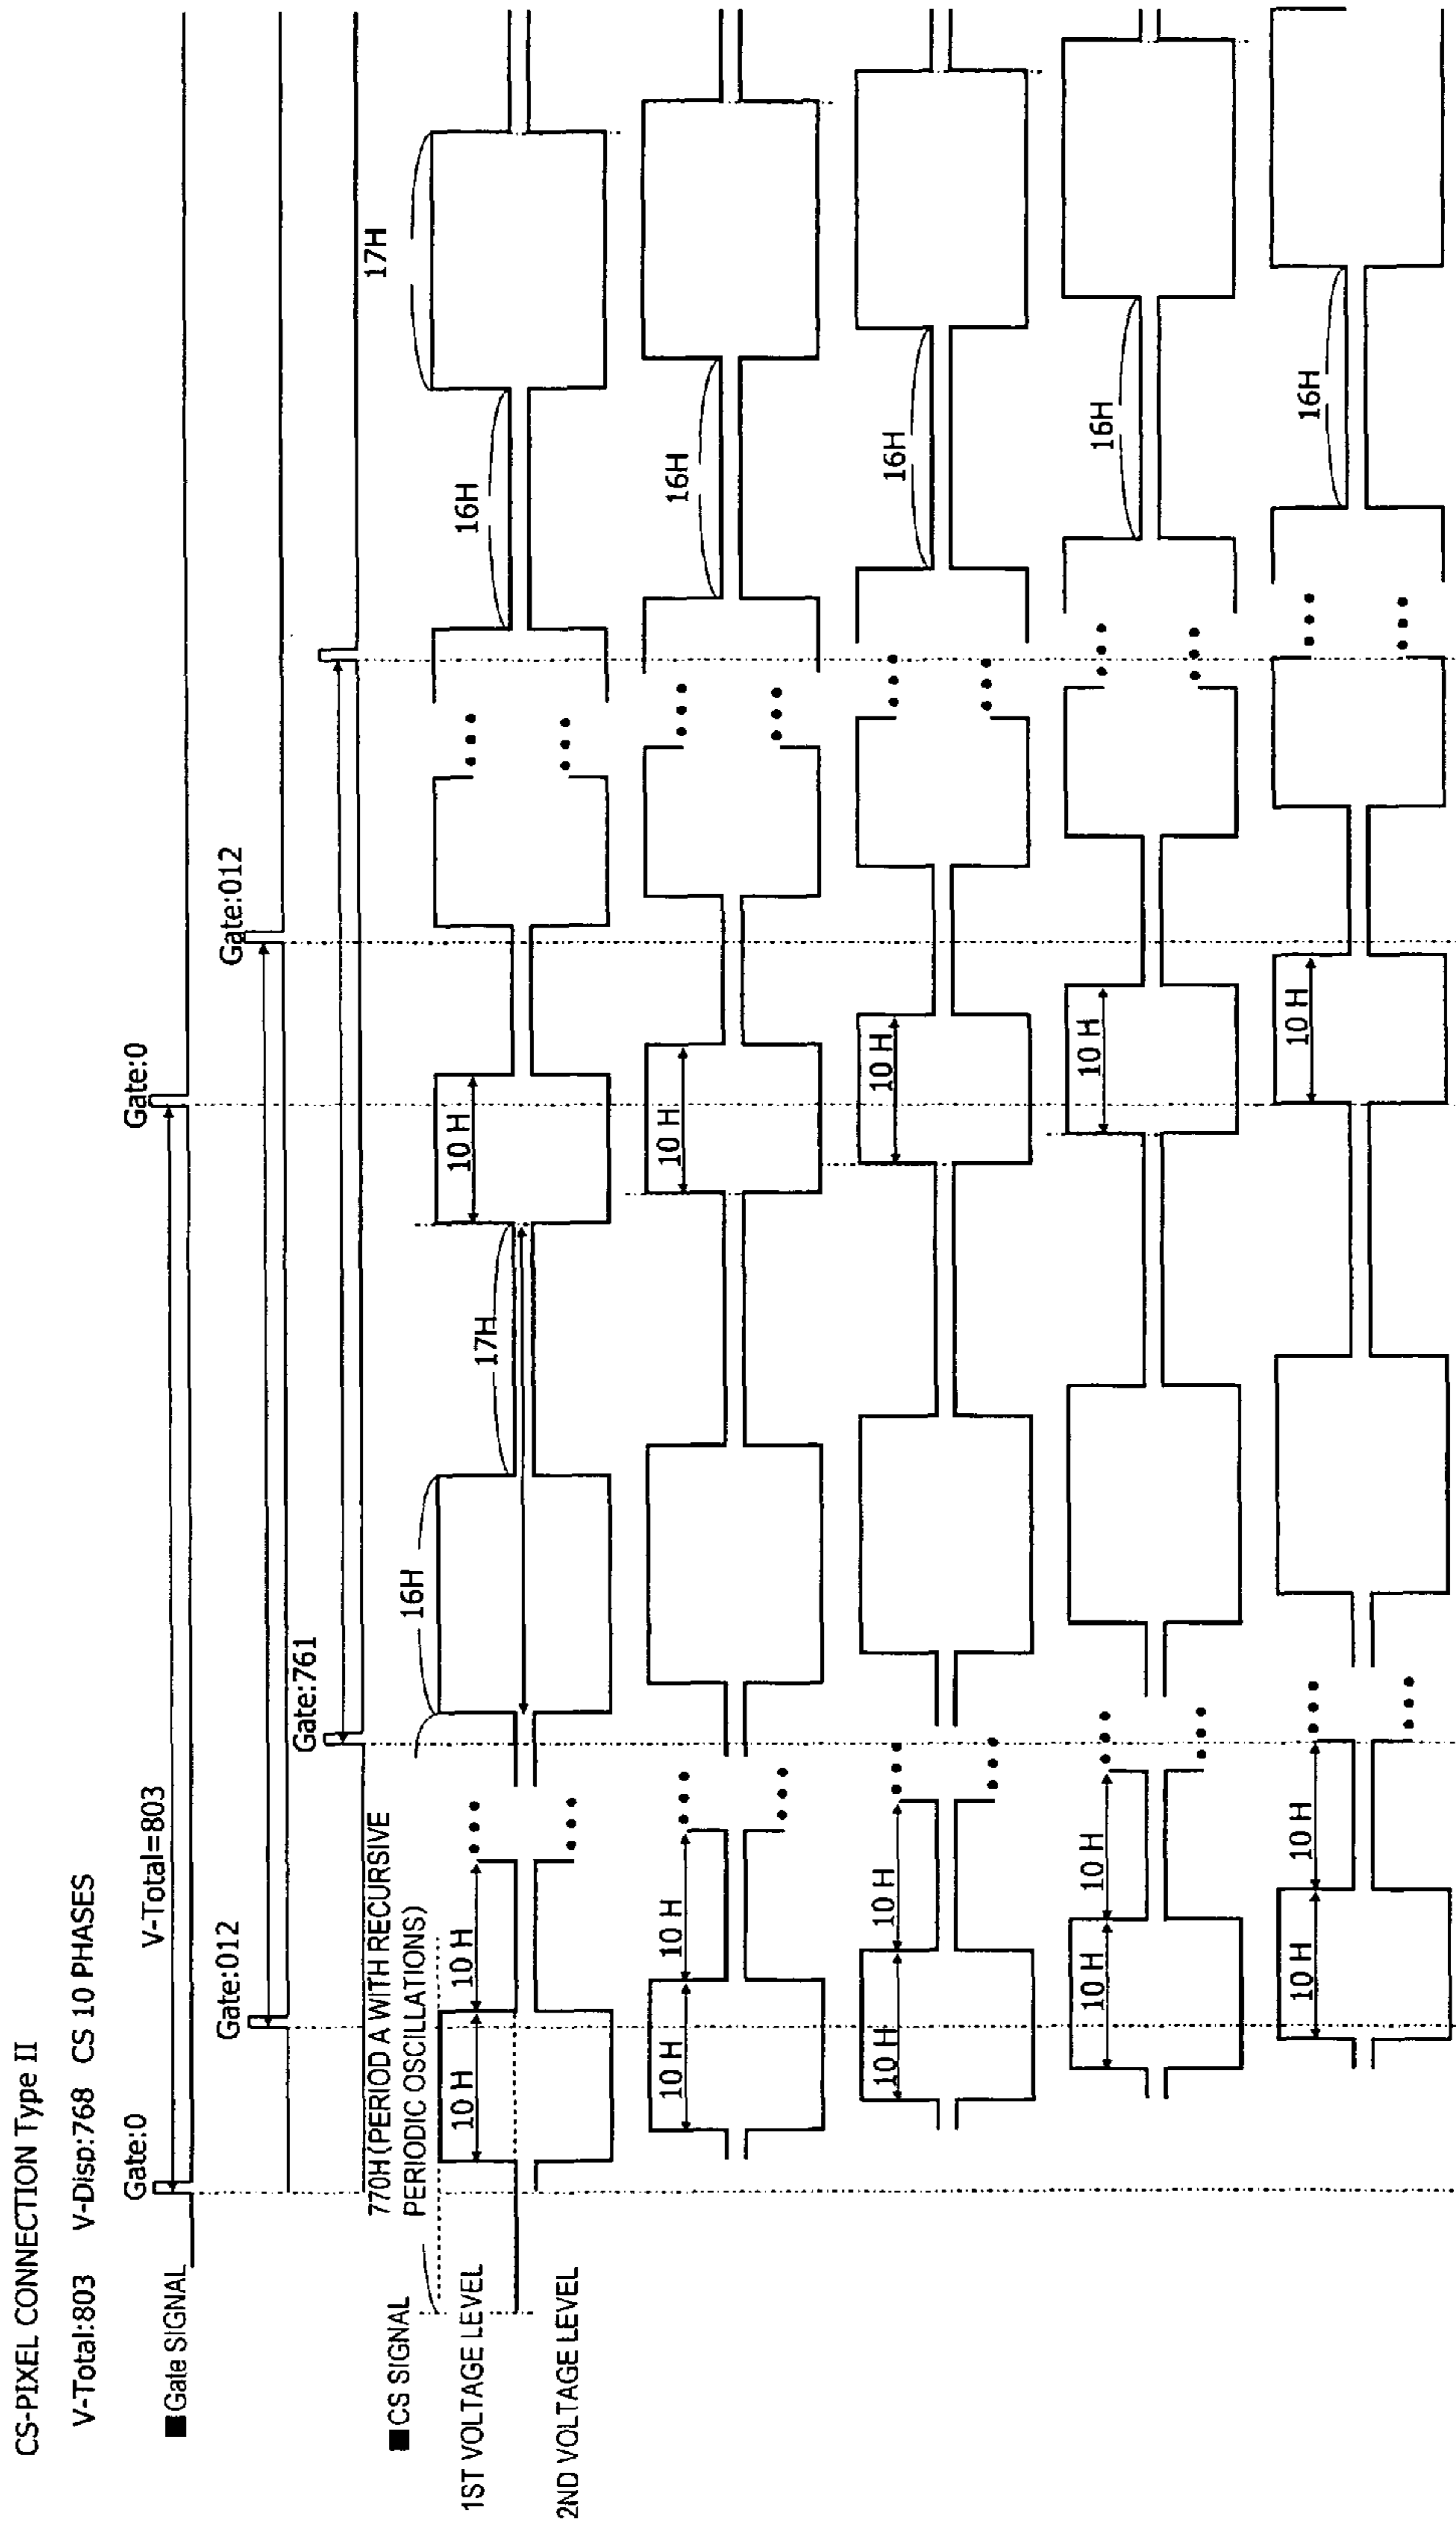 CS-PIXEL CONNECTION Type II
V-Total:803 V-Disp:768 CS 10 PHASES
■Gate SIGNAL
Gate:0
V-Total=803
Gate:0
Gate:012
Gate:012
Gate:761
■CS SIGNAL
770H (PERIOD A WITH RECURSIVE
PERIODIC OSCILLATIONS)
1ST VOLTAGE LEVEL
2ND VOLTAGE LEVEL
10 H
10 H
16H
17H
10 H
16H
17H
10 H
10 H
10 H
16H
10 H
10 H
10 H
16H
10 H
10 H
10 H
16H
10 H
10 H
10 H
16H